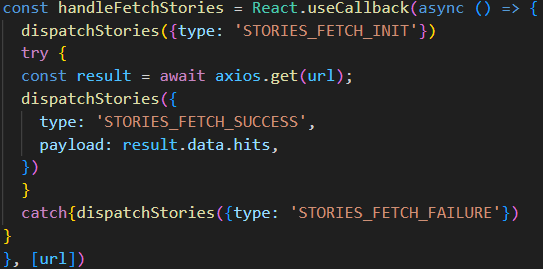 const handleFetchStories = React.useCallback(async () => {
  dispatchStories({type: 'STORIES_FETCH_INIT'})
  try {
  const result = await axios.get(url);
  dispatchStories({
    type: 'STORIES_FETCH_SUCCESS',
    payload: result.data.hits,
  })
  }
  catch{dispatchStories({type: 'STORIES_FETCH_FAILURE'})
}
}, [url])